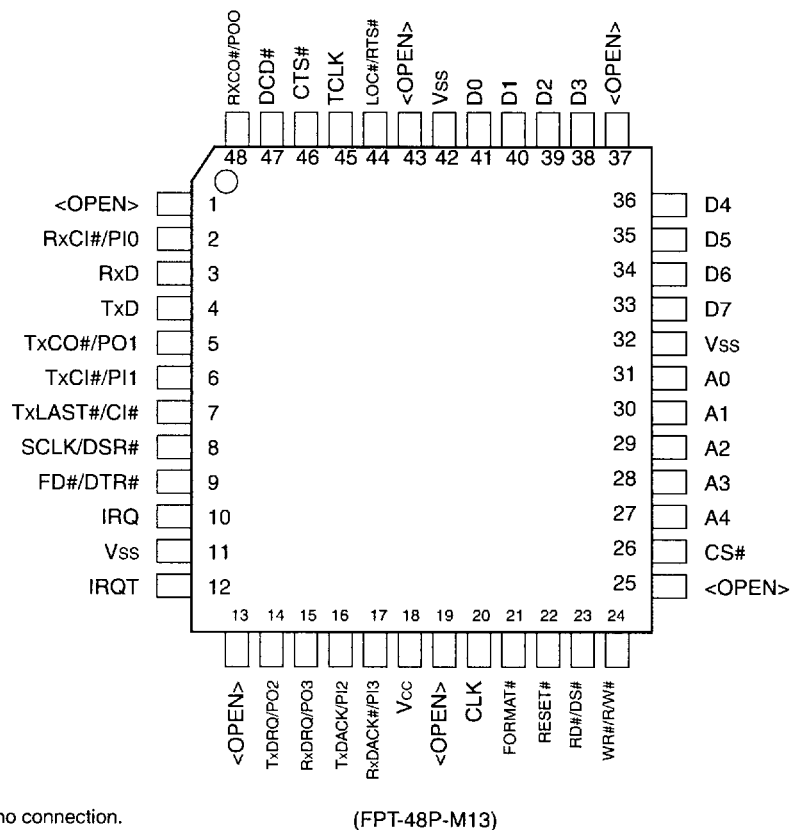 RXCO#/POO
DCD#
CTS#
TCLK
LOC#/RTS#
<OPEN>
Vss
D0
D1
D2
D3
<OPEN>
48 47 46 45 44 43 42 41 40 39 38 37
<OPEN> 1
RxCI#/PI0 2
RxD 3
TxD 4
TxCO#/PO1 5
TxCI#/PI1 6
TxLAST#/CI# 7
SCLK/DSR# 8
FD#/DTR# 9
IRQ 10
Vss 11
IRQT 12
36 D4
35 D5
34 D6
33 D7
32 Vss
31 A0
30 A1
29 A2
28 A3
27 A4
26 CS#
25 <OPEN>
13 14 15 16 17 18 19 20 21 22 23 24
<OPEN>
TxDRQ/PO2
RxDRQ/PO3
TxDACK/PI2
RxDACK#/PI3
Vcc
<OPEN>
CLK
FORMAT#
RESET#
RD#/DS#
WR#/R/W#
no connection.
(FPT-48P-M13)